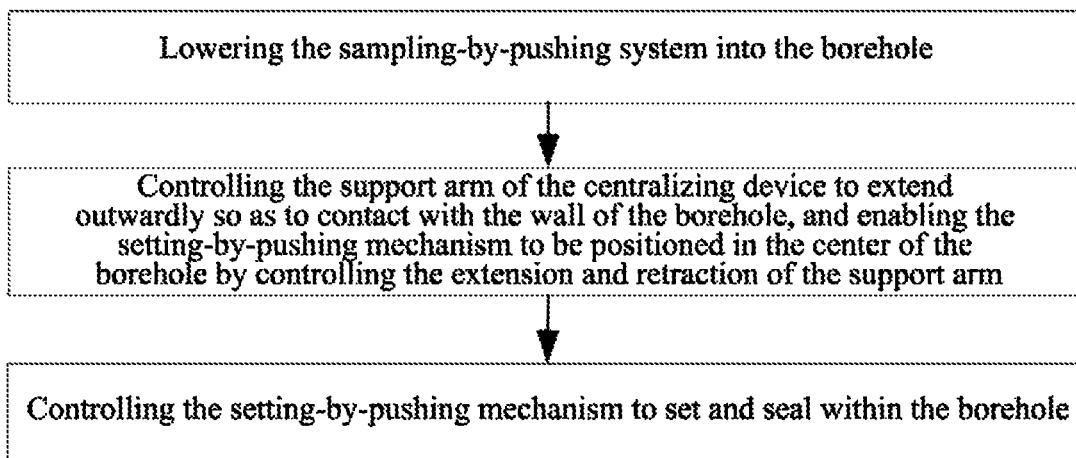 Lowering the sampling-by-pushing system into the borehole
Controlling the support arm of the centralizing device to extend
outwardly so as to contact with the wall of the borehole, and enabling the
setting-by-pushing mechanism to be positioned in the center of the
borehole by controlling the extension and retraction of the support arm
Controlling the setting-by-pushing mechanism to set and seal within the borehole